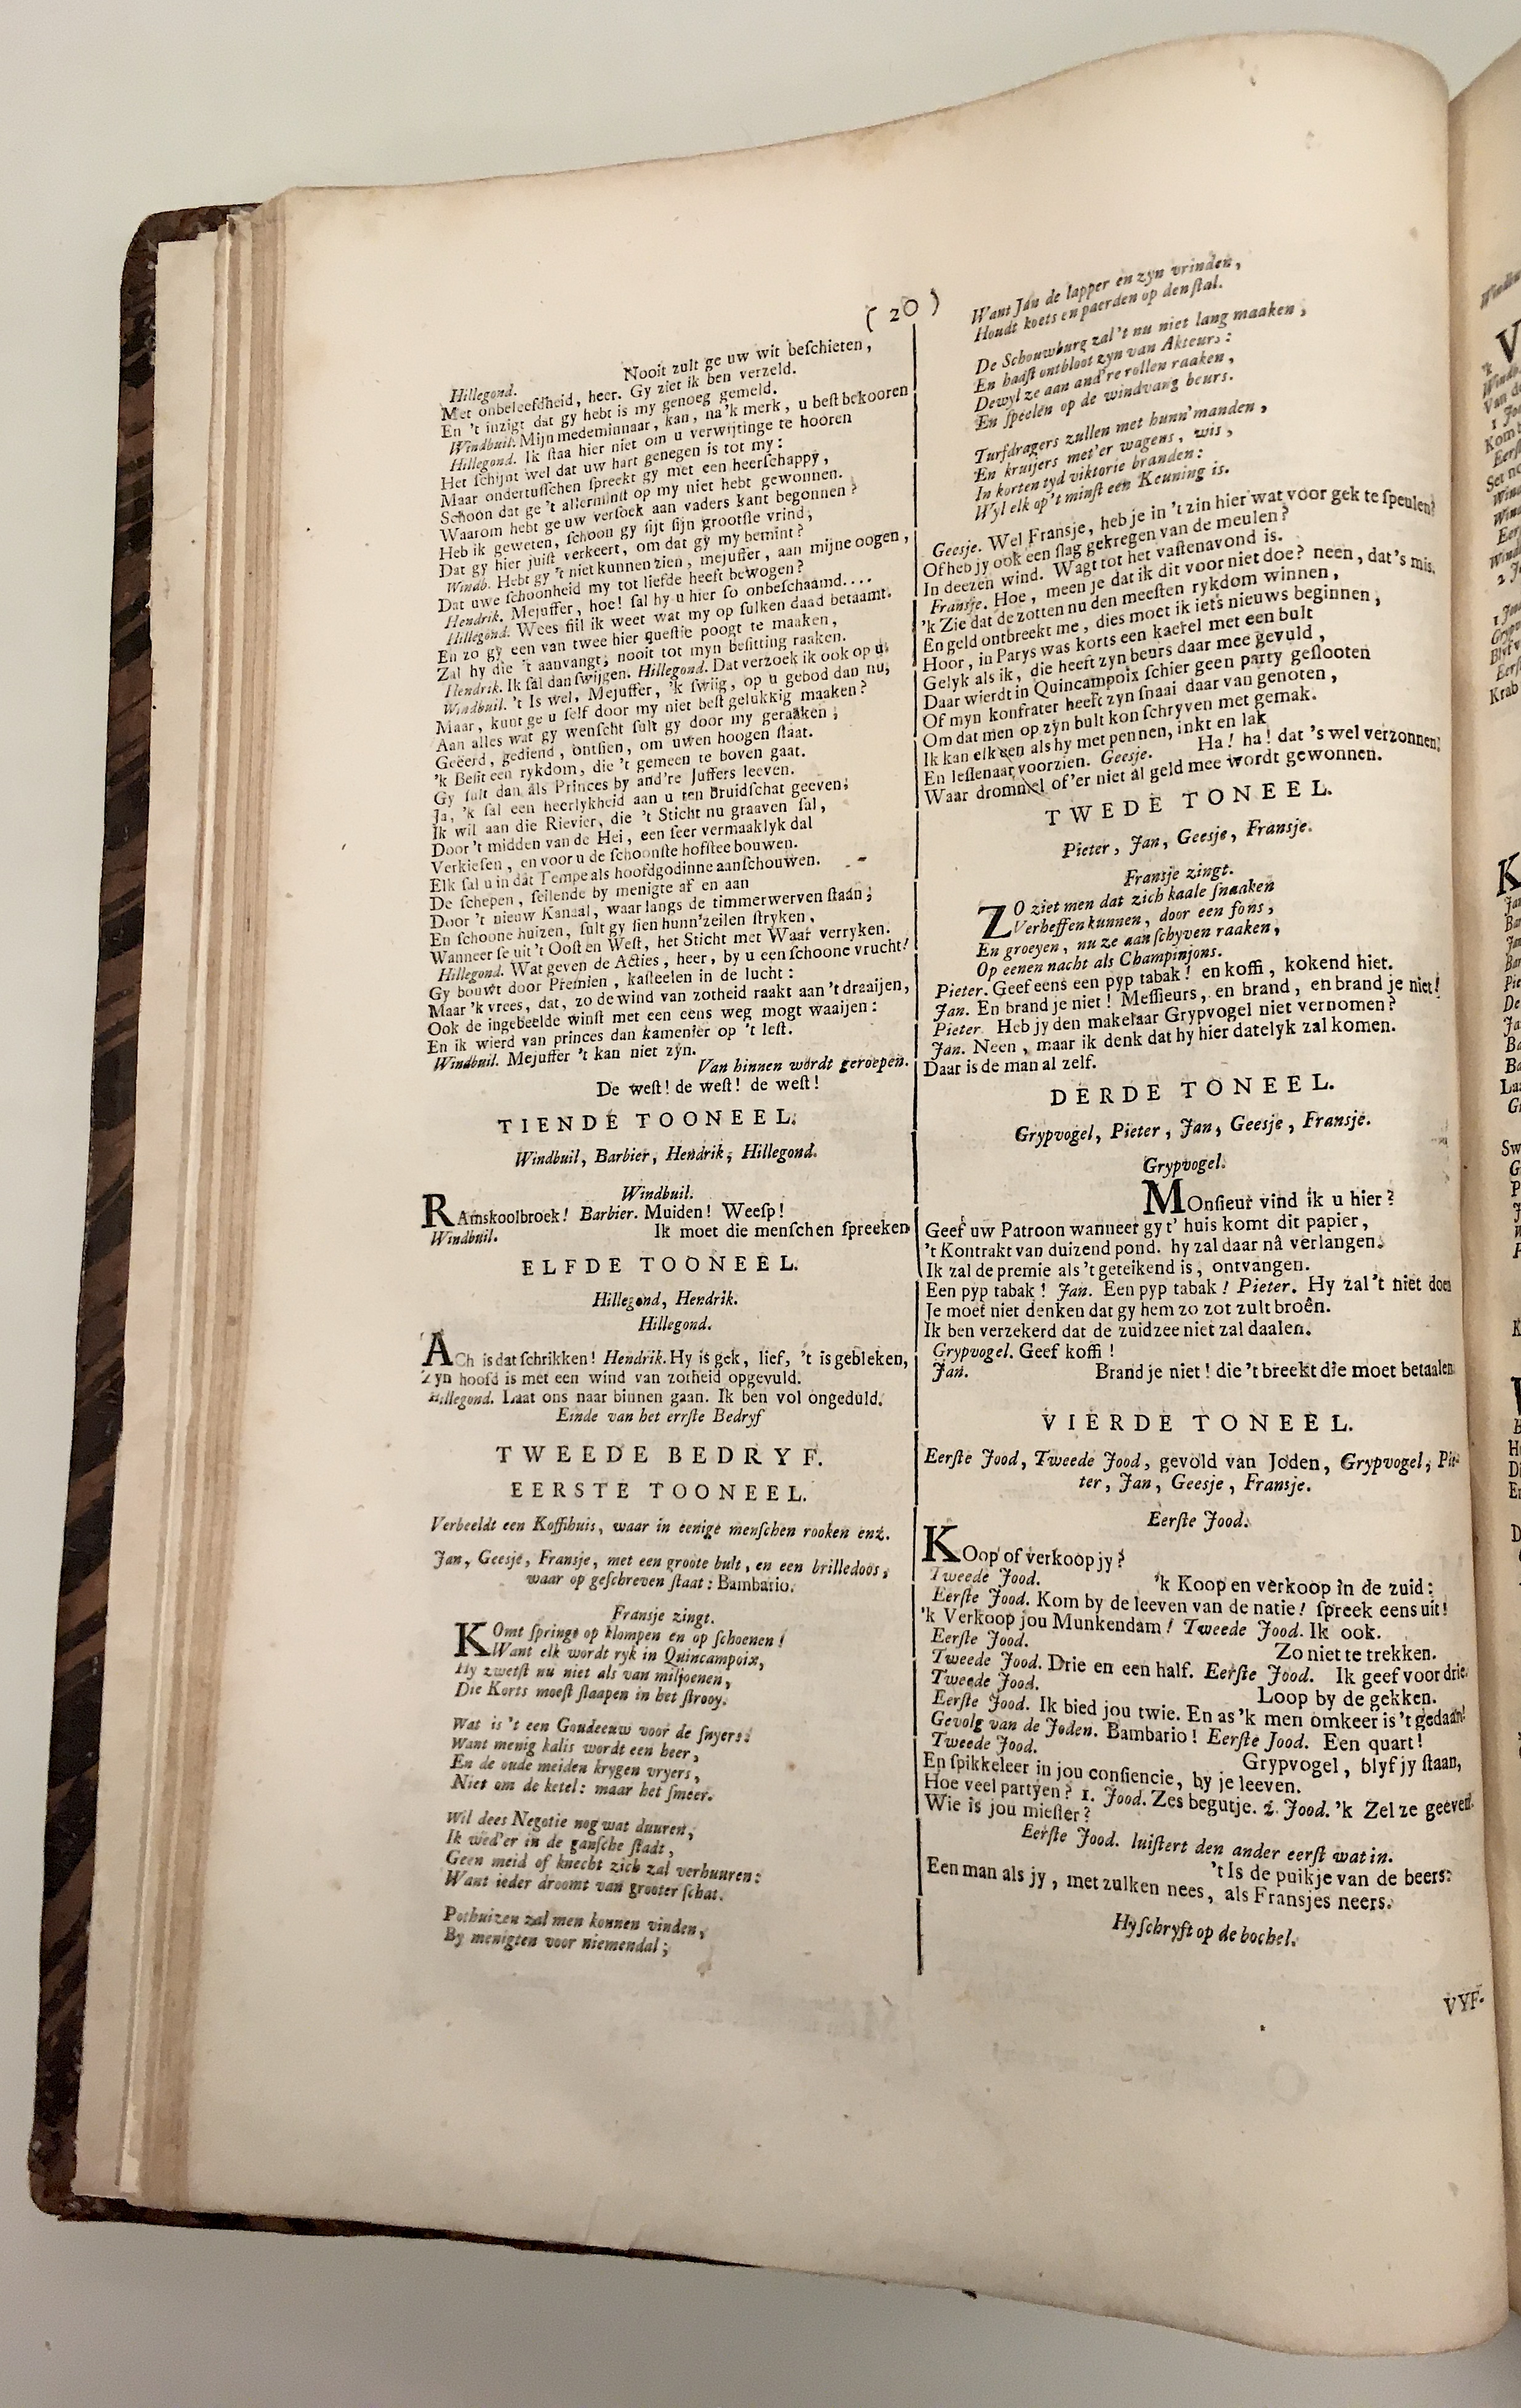 ( 20 )
Nooit zult ge uw wit beſchieten,
Hillegond.
Met onbeleefdheid, heer. Gy ziet ik ben verzeld.
En 't inzigt dat gy hebt is my genoeg gemeld.
Windbuil. Mijn medeminnaar, kan, na'k merk, u beſt bekooren
Hillegond. Ik ſtaa hier niet om u verwijtinge te hooren
Het ſchijnt wel dat uw hart genegen is tot my:
Maar ondertuſſchen ſpreekt gy met een heerſchappy,
Schoon dat ge 't allerminſt op my niet hebt gewonnen.
Waarom hebt ge uw verſoek aan vaders kant begonnen?
Heb ik geweten, ſchoon gy ſijt ſijn grootſte vrind,
Dat gy hier juiſt verkeert, om dat gy my bemint?
Windb. Hebt gy 't niet kunnen zien, mejuffer, aan mijne oogen,
Dat uwe ſchoonheid my tot liefde heeft bewogen?
Hendrik. Mejuffer, hoe! ſal hy u hier ſo onbeſchaamd....
Hillegond. Wees ſtil ik weet wat my op ſulken daad betaamt.
En zo gy een van twee hier queſtie poogt te maaken,
Zal hy die 't aanvangt, nooit tot myn beſitting raaken.
Hendrik. Ik ſal dan ſwijgen. Hillegond. Dat verzoek ik ook op u.
Windbuil. 't Is wel, Mejuffer, 'k ſwiig, op u gebod dan nu,
Maar, kunt ge u ſelf door my niet beſt gelukkig maaken?
Aan alles wat gy wenſcht ſult gy door my geraaken;
Geëerd, gediend, ontſien, om uwen hoogen ſtaat.
'k Beſit een rykdom, die 't gemeen te boven gaat.
Gy ſult dan als Princes by and're Juffers leeven.
Ja, 'k ſal een heerlykheid aan u ten Bruidſchat geeven;
Ik wil aan die Rievier, die 't Sticht nu graaven ſal,
Door 't midden van de Hei, een ſeer vermaaklyk dal
Verkieſen, en voor u de ſchoonſte hofſtee bouwen.
Elk ſal u in dat Tempe als hoofdgodinne aanſchouwen.
De ſchepen, ſeilende by menigte af en aan
Door 't nieuw Kanaal, waar langs de timmerwerven ſtaan;
En ſchoone huizen, ſult gy ſien hunn'zeilen ſtryken,
Wanneer ſe uit 't Ooſt en Weſt, het Sticht met Waar verryken.
Hillegond. Wat geven de Acties, heer, by u een ſchoone vrucht!
Gy bouwt door Premien, kaſteelen in de lucht:
Maar 'k vrees, dat, zo de wind van zotheid raakt aan 't draaijen,
Ook de ingebeelde winſt met een eens weg mogt waaijen:
En ik wierd van princes dan kamenier op 't leſt.
Windbuil. Mejuffer 't kan niet zyn.
Van binnen wordt geroepen.
De weſt! de weſt! de weſt!
TIENDE TOONEEL.
Windbuil, Barbier, Hendrik, Hillegond.
Windbuil.
RAmskoolbroek! Barbier. Muiden! Weeſp!
Windbuil. Ik moet die menſchen ſpreeken
ELFDE TOONEEL.
Hillegond, Hendrik.
Hillegond.
ACh is dat ſchrikken! Hendrik. Hy is gek, lief, 't is gebleken,
Zyn hoofd is met een wind van zotheid opgevuld.
Hillegond. Laat ons naar binnen gaan. Ik ben vol ongeduld.
Einde van het errſte Bedryf
TWEEDE BEDRYF.
EERSTE TOONEEL.
Verbeeldt een Koffihuis, waar in eenige menſchen rooken enz.
Jan, Geesje, Fransje, met een groote bult, en een brilledoos,
waar op geſchreven ſtaat: Bambario.
Fransje zingt.
KOmt ſpringt op klompen en op ſchoenen!
Want elk wordt ryk in Quincampoix,
Hy zwetſt nu niet als van miljoenen,
Die Korts moeſt ſlaapen in het ſtrooy.
Wat is 't een Goudeeuw voor de ſnyers!
Want menig kalis wordt een heer,
En de oude meiden krygen vryers,
Niet om de ketel: maar het ſmeer.
Wil dees Negotie nog wat duuren,
Ik wed'er in de ganſche ſtadt,
Geen meid of knecht zich zal verhuuren:
Want ieder droomt van grooter ſchat.
Pothuizen zal men konnen vinden,
By menigten voor niemendal;
Want Jan de lapper en zyn vrinden,
Houdt koets en paerden op den ſtal.
De Schouwburg zal 't nu niet lang maaken,
En haaſt ontbloot zyn van Akteurs:
Dewyl ze aan and're rollen raaken,
En ſpeelen op de windvang beurs.
Turfdragers zullen met hunn'manden,
En kruijers met'er wagens, wis,
In korten tyd viktorie branden:
Wyl elk op 't minſt een Keuning is.
Geesje. Wel Fransje, heb je in 't zin hier wat voor gek te ſpeulen?
Of heb jy ook een ſlag gekregen van de meulen?
In deezen wind. Wagt tot het vaſtenavond is.
Fransje. Hoe, meen je dat ik dit voor niet doe? neen, dat's mis.
'k Zie dat de zotten nu den meeſten rykdom winnen,
En geld ontbreekt me, dies moet ik iets nieuws beginnen,
Hoor, in Parys was korts een kaerel met een bult
Gelyk als ik, die heeft zyn beurs daar mee gevuld,
Daar wierdt in Quincampoix ſchier geen party geſlooten
Of myn konfrater heeft zyn ſnaai daar van genoten,
Om dat men op zyn bult kon ſchryven met gemak.
Ik kan elk een als hy met pennen, inkt en lak
En leſſenaar voorzien. Geesje. Ha! ha! dat 's wel verzonnen,
Waar drommel of'er niet al geld mee wordt gewonnen.
TWEDE TONEEL.
Pieter, Jan, Geesje, Fransje.
Fransje zingt.
ZO ziet men dat zich kaale ſnaaken
Verheffen kunnen, door een fons,
En groeyen, nu ze aan ſchyven raaken,
Op eenen nacht als Champinjons.
Pieter. Geef eens een pyp tabak! en koffi, kokend hiet.
Jan. En brand je niet! Meſſieurs, en brand, en brand je niet!
Pieter Heb jy den makelaar Grypvogel niet vernomen?
Jan. Neen, maar ik denk dat hy hier datelyk zal komen.
Daar is de man al zelf.
DERDE TONEEL.
Grypvogel, Pieter, Jan, Geesje, Fransje.
Grypvogel.
MOnſieur vind ik u hier?
Geef uw Patroon wanneer gy t' huis komt dit papier,
't Kontrakt van duizend pond. hy zal daar nâ verlangen.
Ik zal de premie als 't geteikend is, ontvangen.
Een pyp tabak! Jan. Een pyp tabak! Pieter. Hy zal 't niet doen
Je moet niet denken dat gy hem zo zot zult broên.
Ik ben verzekerd dat de zuidzee niet zal daalen.
Grypvogel. Geef koffi!
Jan. Brand je niet! die 't breekt die moet betaalen.
VIERDE TONEEL.
Eerſte Jood, Tweede Jood, gevold van Joden, Grypvogel, Pie-
ter, Jan, Geesje, Fransje.
Eerſte Jood.
KOop of verkoop jy?
Tweede Jood. 'k Koop en verkoop in de zuid:
Eerſte Jood. Kom by de leeven van de natie! ſpreek eens uit!
'k Verkoop jou Munkendam! Tweede Jood. Ik ook.
Eerſte Jood. Zo niet te trekken.
Tweede Jood. Drie en een half. Eerſte Jood. Ik geef voor drie.
Tweede Jood. Loop by de gekken.
Eerſte Jood. Ik bied jou twie. En as 'k men omkeer is 't gedaan!
Gevolg van de Joden. Bambario! Eerſte Jood. Een quart!
Tweede Jood. Grypvogel, blyf jy ſtaan,
En ſpikkeleer in jou conſiencie, by je leeven.
Hoe veel partyen? 1. Jood. Zes begutje. 2. Jood. 'k Zel ze geeven.
Wie is jou mieſter?
Eerſte Jood. luiſtert den ander eerſt wat in.
't Is de puikje van de beers:
Een man als jy, met zulken nees, als Fransjes neers.
Hy ſchryft op de bochel.
VYF-